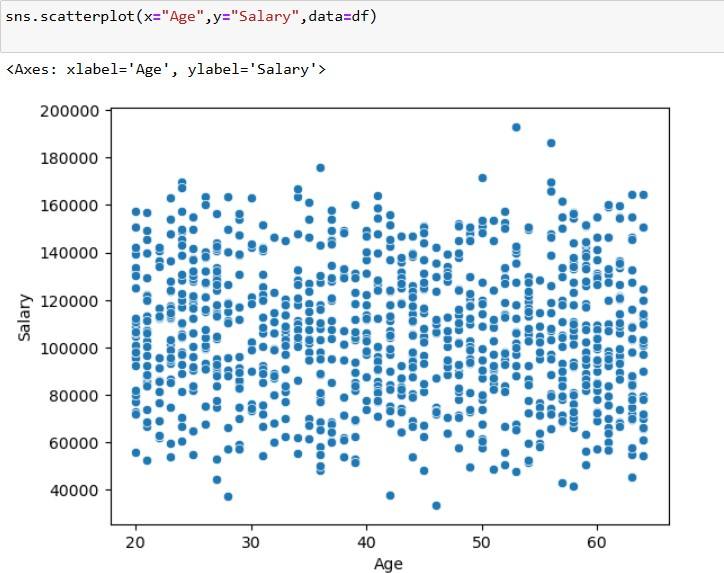 sns.scatterplot(x="Age",y="Salary",data=df)
<Axes: xlabel='Age', ylabel='Salary'>
200000
180000
160000
140000
120000
100000
80000
60000
40000
Salary
20 30 40 50 60
Age